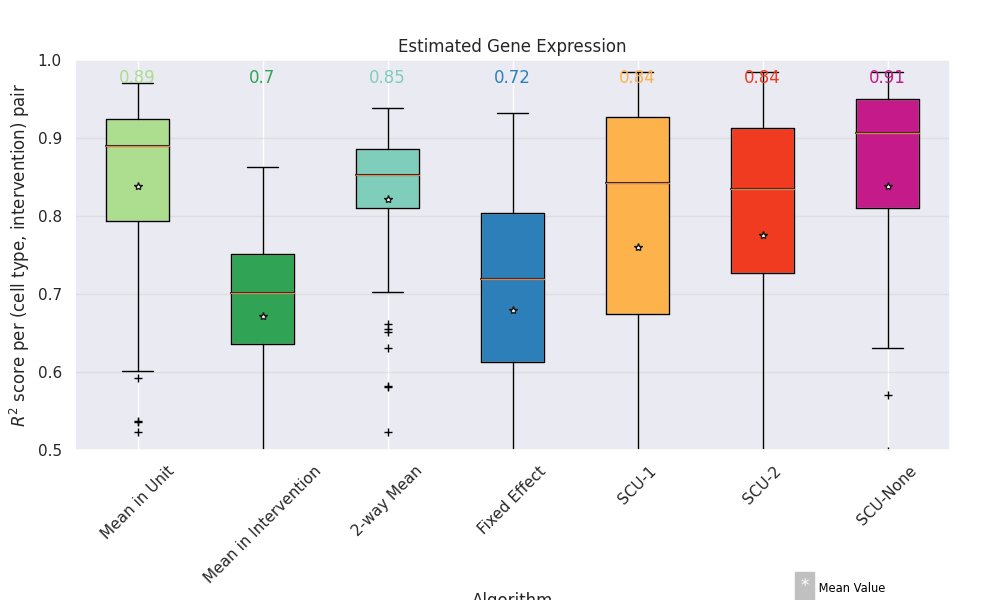 Estimated Gene Expression
R² score per (cell type, intervention) pair
1.0
0.9
0.8
0.7
0.6
0.5
0.89 0.7 0.85 0.72 0.84 0.84 0.91
Mean in Unit
Mean in Intervention
2-way Mean
Fixed Effect
SCU-1
SCU-2
SCU-None
Algorithm
* Mean Value